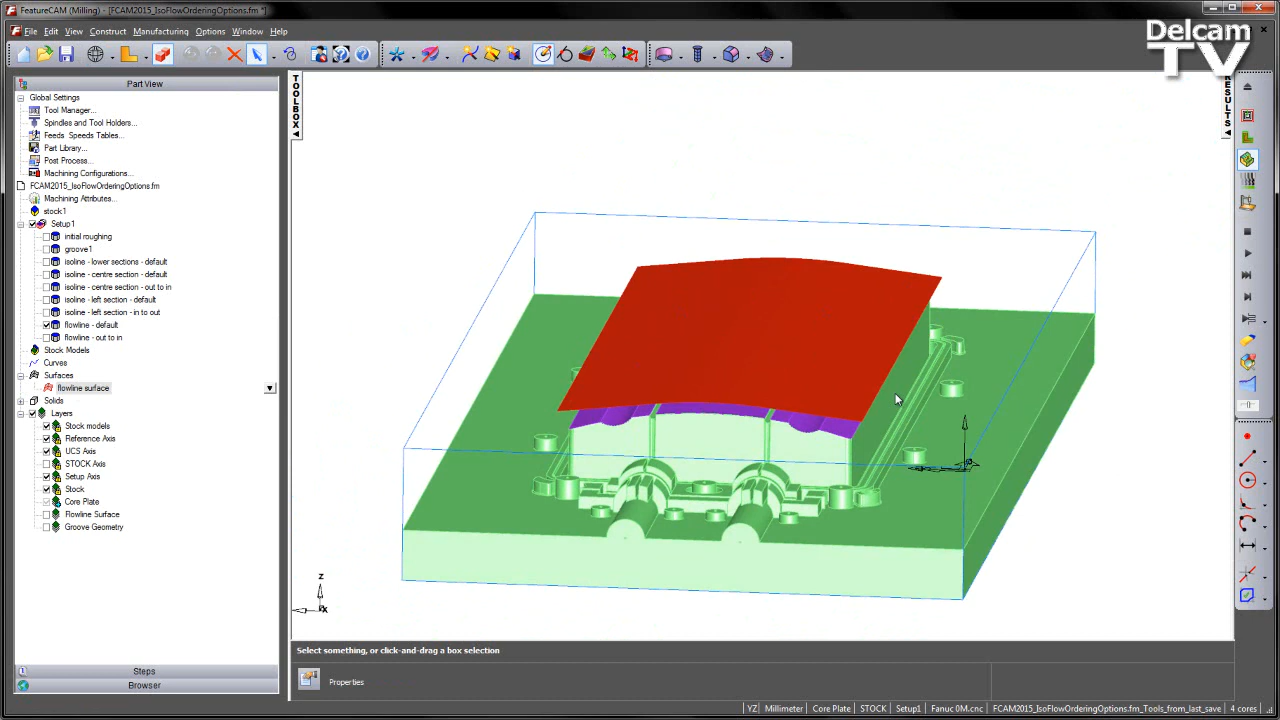 FeatureCAM (Milling) - [FCAM2015_IsoFlowOrderingOptions.fm *]
File Edit View Construct Manufacturing Options Window Help
Delcam
TV
Part View
Global Settings
Tool Manager...
Spindles and Tool Holders...
Feeds Speeds Tables...
Part Library...
Post Process...
Machining Configurations...
FCAM2015_IsoFlowOrderingOptions.fm
Machining Attributes...
stock1
Setup1
initial roughing
groove1
isoline - lower sections - default
isoline - centre section - default
isoline - centre section - out to in
isoline - left section - default
isoline - left section - in to out
flowline - default
flowline - out to in
Stock Models
Curves
Surfaces
flowline surface
Solids
Layers
Stock models
Reference Axis
UCS Axis
STOCK Axis
Setup Axis
Stock
Core Plate
Flowline Surface
Groove Geometry
Steps
Browser
TOOLBOX
RESULTS
Z
X
Select something, or click-and-drag a box selection
Properties
YZ Millimeter Core Plate STOCK Setup1 Fanuc 0M.cnc FCAM2015_IsoFlowOrderingOptions.fm_Tools_from_last_save 4 cores